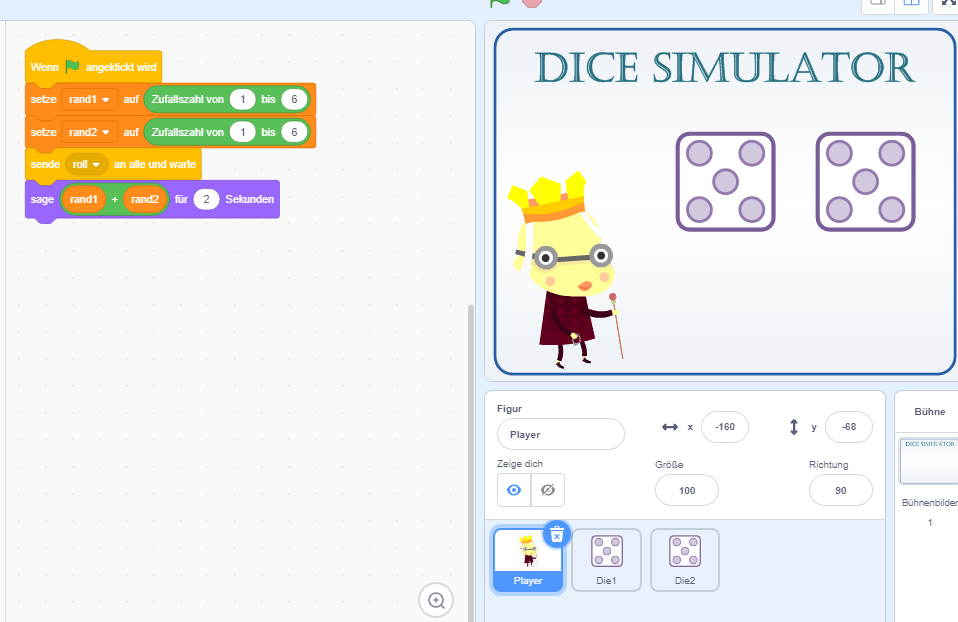 Wenn angeklickt wird
setze rand1 auf Zufallszahl von 1 bis 6
setze rand2 auf Zufallszahl von 1 bis 6
sende roll an alle und warte
sage rand1 + rand2 für 2 Sekunden
DICE SIMULATOR
Figur
Player
x -160
y -68
Zeige dich
Größe
100
Richtung
90
Player
Die1
Die2
Bühne
DICE SIMULATOR
Bühnenbilder
1